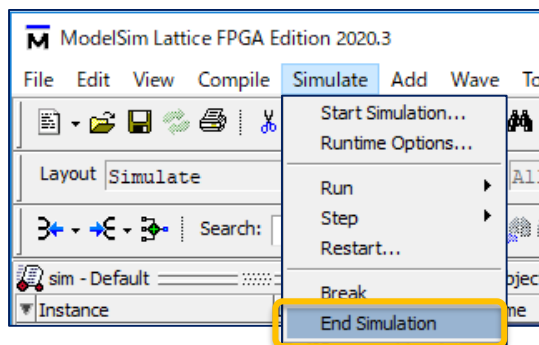 ModelSim Lattice FPGA Edition 2020.3
File Edit View Compile Simulate Add Wave
Start Simulation...
Runtime Options...
Layout Simulate
Run
Step
Search:
Restart...
sim - Default
Break
Instance
End Simulation